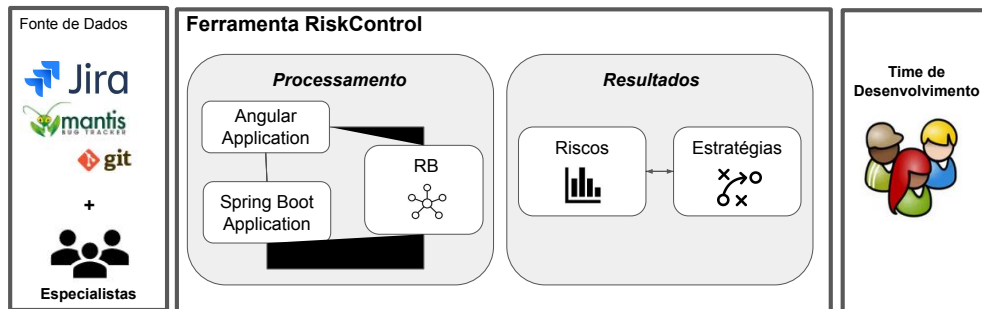 Fonte de Dados
Jira
mantis
BUG TRACKER
git
+
Especialistas
Ferramenta RiskControl
Processamento
Angular
Application
Spring Boot
Application
RB
Resultados
Riscos
Estratégias
Time de
Desenvolvimento